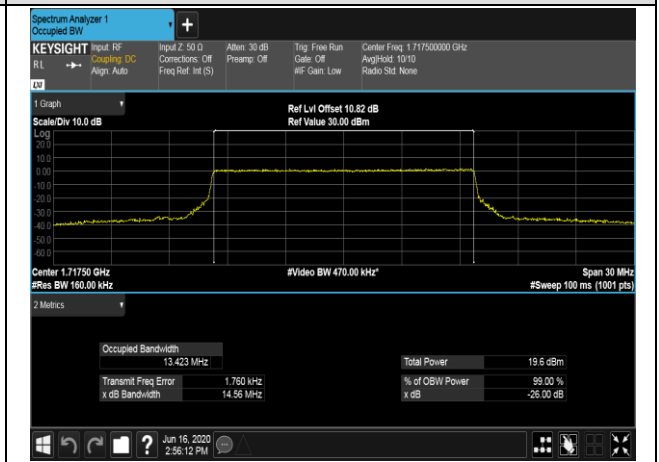 Spectrum Analyzer 1
Occupied BW
+
KEYSIGHT Input: RF Input Z: 50 Ω Atten: 30 dB Trig: Free Run Center Freq: 1.717500000 GHz
RL Coupling: DC Corrections: Off Preamp: Off Gate: Off Avg|Hold: 10/10
Align: Auto Freq Ref: Int (S) #IF Gain: Low Radio Std: None
LXI
1 Graph
Ref Lvl Offset 10.82 dB
Scale/Div 10.0 dB Ref Value 30.00 dBm
Log
20.0
10.0
0.00
-10.0
-20.0
-30.0
-40.0
-50.0
-60.0
Center 1.71750 GHz #Video BW 470.00 kHz* Span 30 MHz
#Res BW 160.00 kHz #Sweep 100 ms (1001 pts)
2 Metrics
Occupied Bandwidth
13.423 MHz Total Power 19.6 dBm
Transmit Freq Error 1.760 kHz % of OBW Power 99.00 %
x dB Bandwidth 14.56 MHz x dB -26.00 dB
? Jun 16, 2020
2:56:12 PM